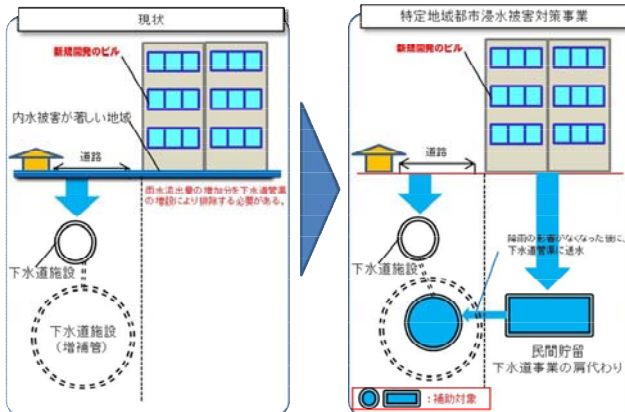 現状
新規開発のビル
内水被害が著しい地域
道路
雨水流出量の増加分を下水道管渠
の増設により排除する必要がある。
下水道施設
下水道施設
(増補管)
特定地域都市浸水被害対策事業
新規開発のビル
道路
降雨の影響がなくなった後に、
下水道管渠に送水
下水道施設
民間貯留
下水道事業の肩代わり
:補助対象